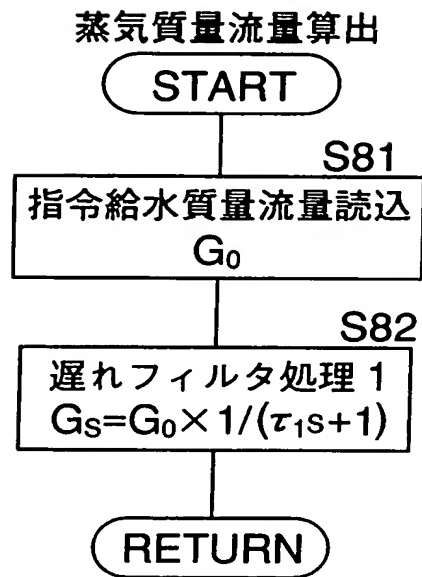 蒸気質量流量算出
START
S81
指令給水質量流量読込
G₀
S82
遅れフィルタ処理 1
Gs=G₀×1/(τ₁s+1)
RETURN